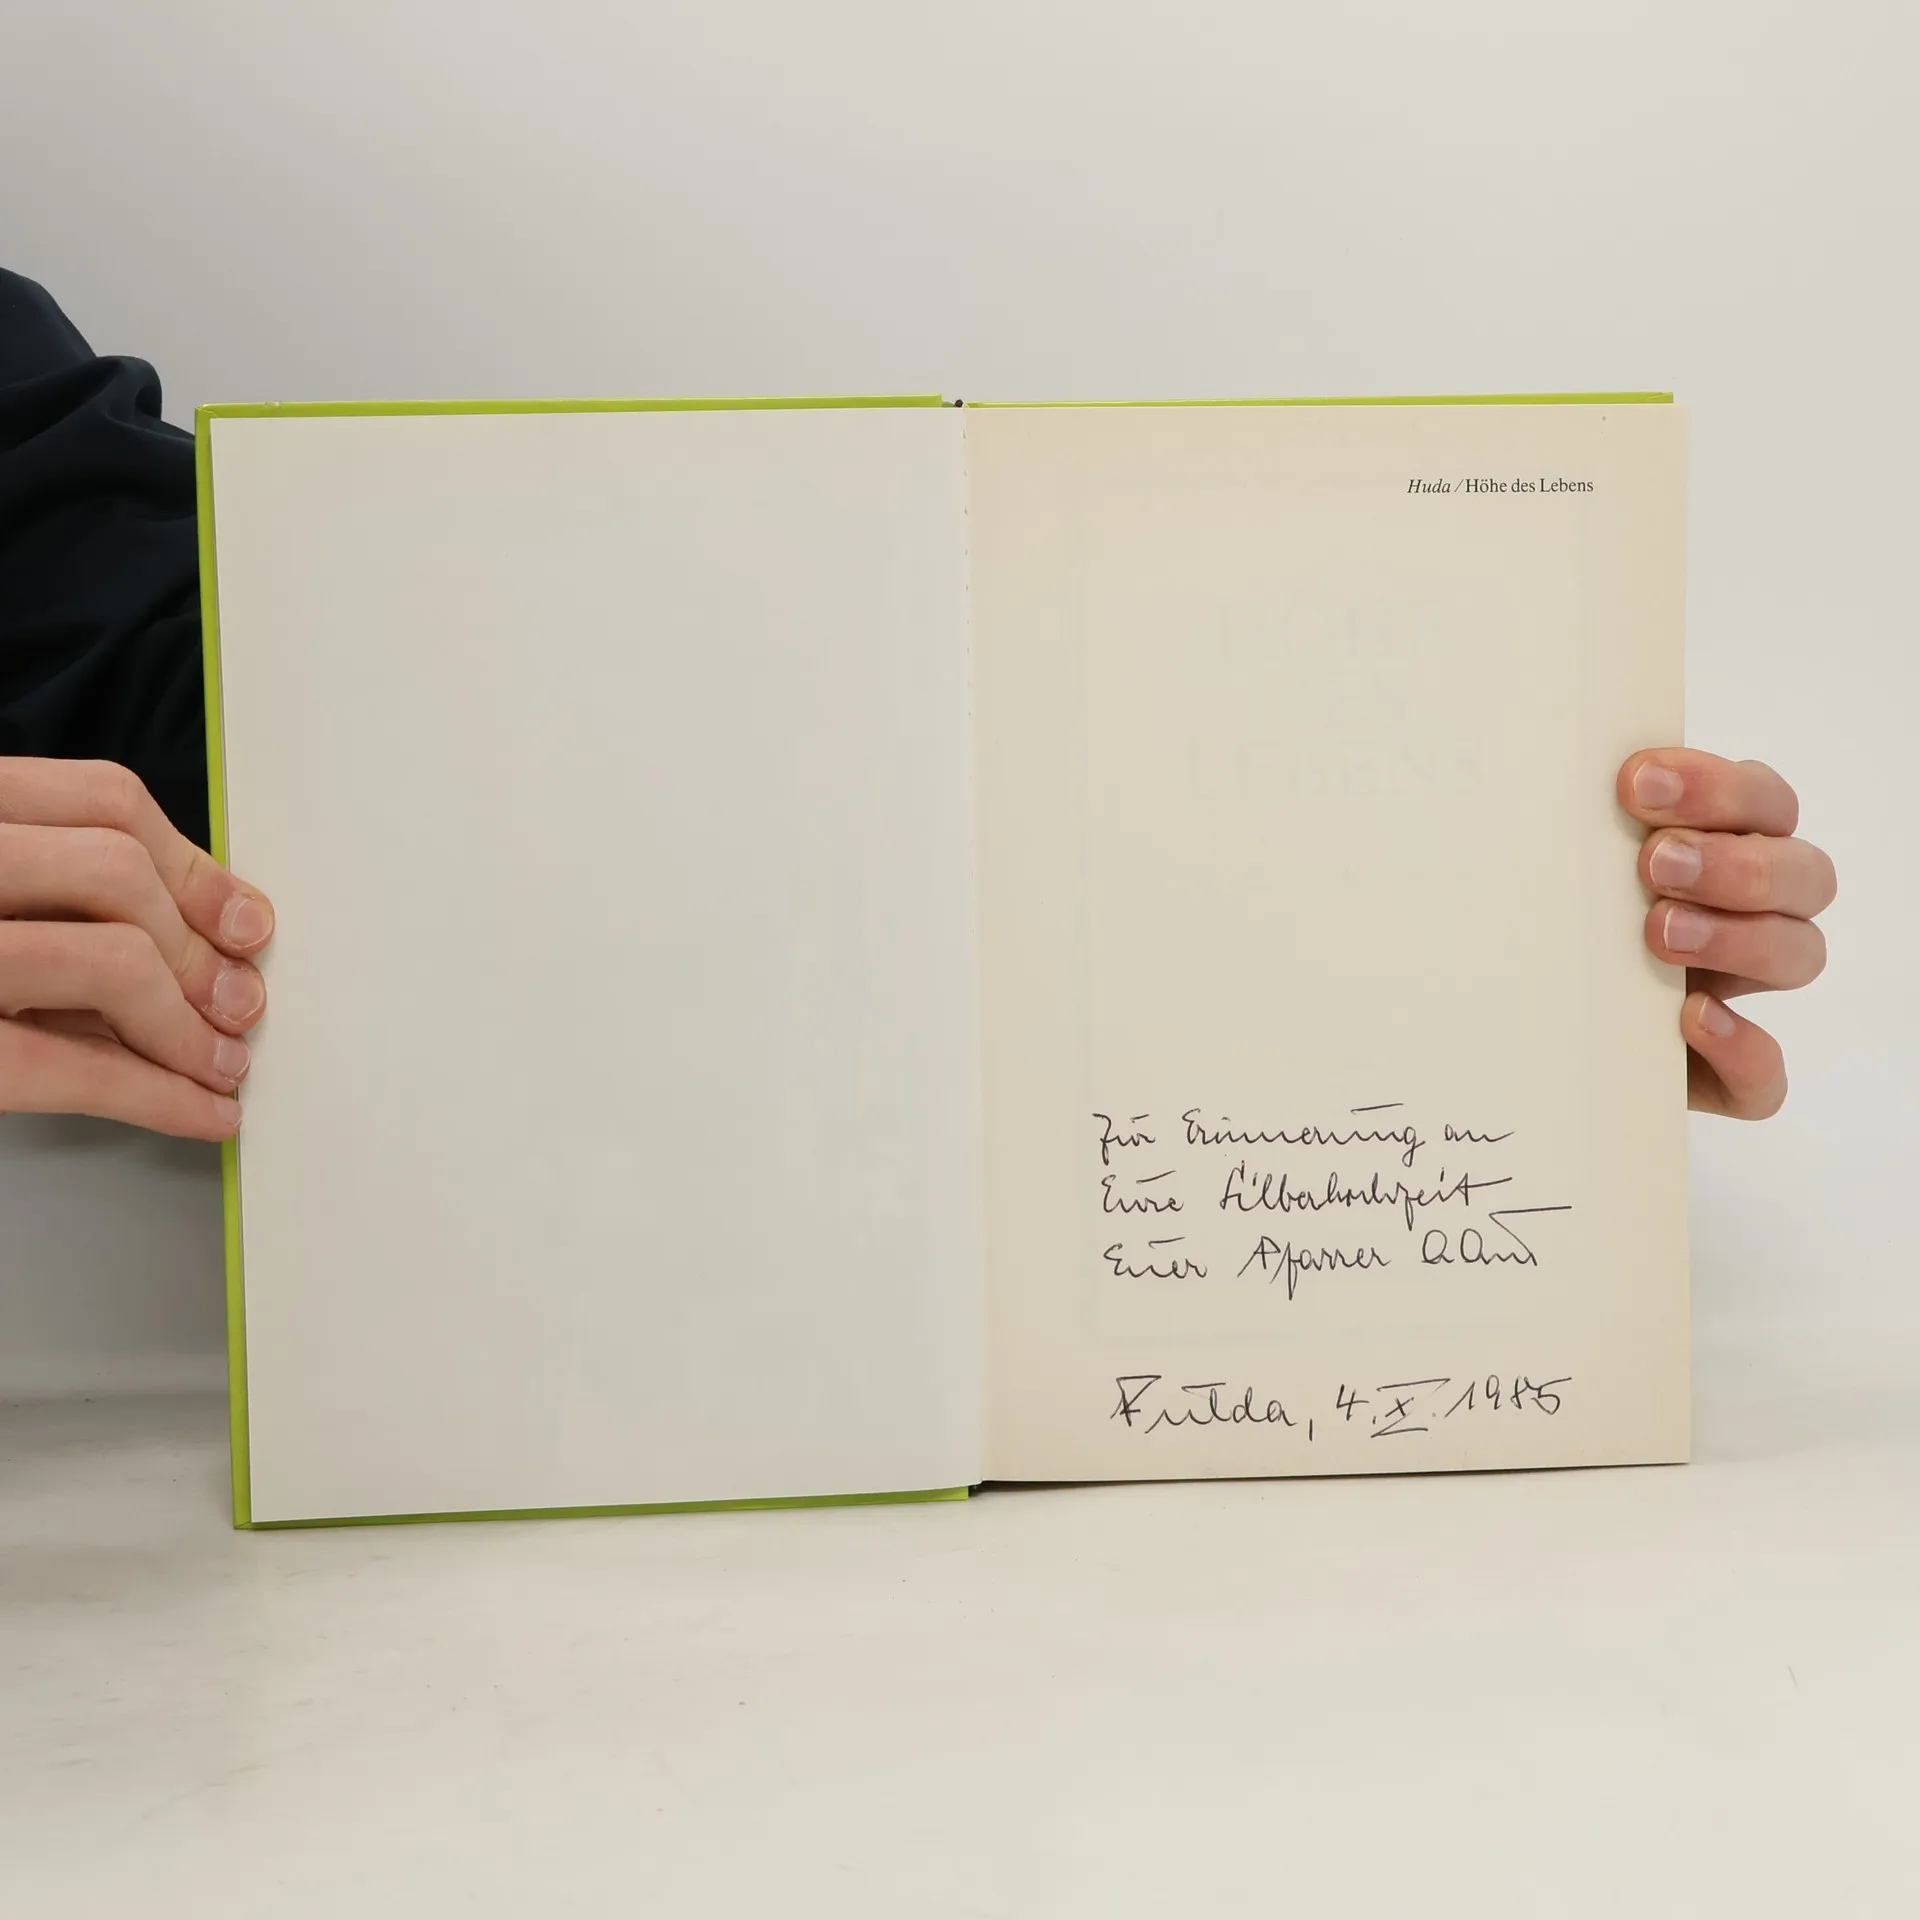 Huda / Höhe des Lebens
Zur Erinnerung an
Eure Silberhochzeit
Euer Pfarrer
Fulda, 4. X. 1985